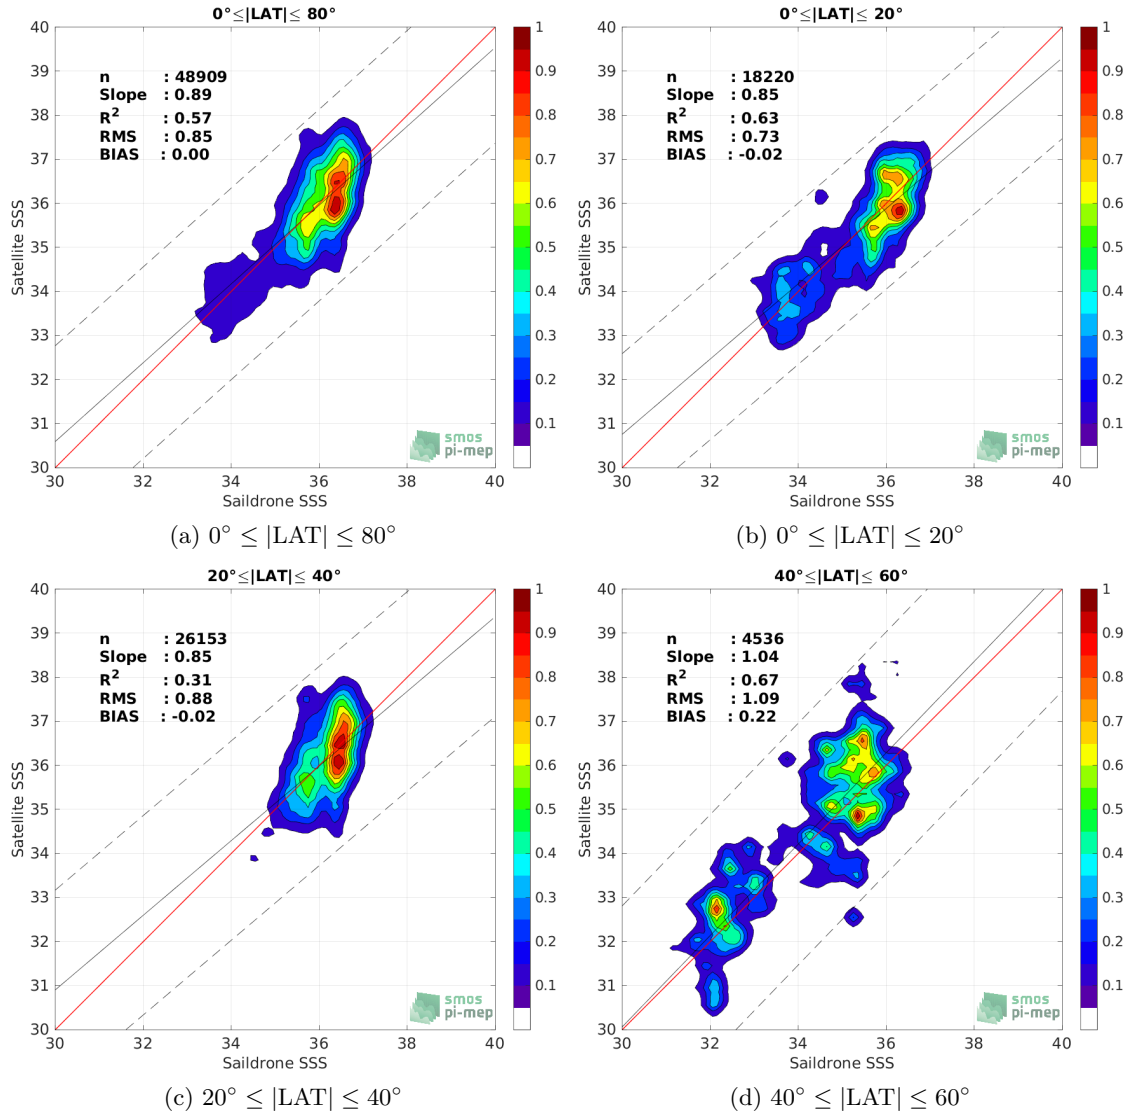 0°≤|LAT|≤ 80°
n : 48909
Slope : 0.89
R² : 0.57
RMS : 0.85
BIAS : 0.00
40
39
38
37
36
35
34
33
32
31
30
Satellite SSS
30 32 34 36 38 40
Saildrone SSS
1
0.9
0.8
0.7
0.6
0.5
0.4
0.3
0.2
0.1
smos
pi-mep
(a) 0° ≤ |LAT| ≤ 80°
0°≤|LAT|≤ 20°
n : 18220
Slope : 0.85
R² : 0.63
RMS : 0.73
BIAS : -0.02
40
39
38
37
36
35
34
33
32
31
30
Satellite SSS
30 32 34 36 38 40
Saildrone SSS
1
0.9
0.8
0.7
0.6
0.5
0.4
0.3
0.2
0.1
smos
pi-mep
(b) 0° ≤ |LAT| ≤ 20°
20°≤|LAT|≤ 40°
n : 26153
Slope : 0.85
R² : 0.31
RMS : 0.88
BIAS : -0.02
40
39
38
37
36
35
34
33
32
31
30
Satellite SSS
30 32 34 36 38 40
Saildrone SSS
1
0.9
0.8
0.7
0.6
0.5
0.4
0.3
0.2
0.1
smos
pi-mep
(c) 20° ≤ |LAT| ≤ 40°
40°≤|LAT|≤ 60°
n : 4536
Slope : 1.04
R² : 0.67
RMS : 1.09
BIAS : 0.22
40
39
38
37
36
35
34
33
32
31
30
Satellite SSS
30 32 34 36 38 40
Saildrone SSS
1
0.9
0.8
0.7
0.6
0.5
0.4
0.3
0.2
0.1
smos
pi-mep
(d) 40° ≤ |LAT| ≤ 60°